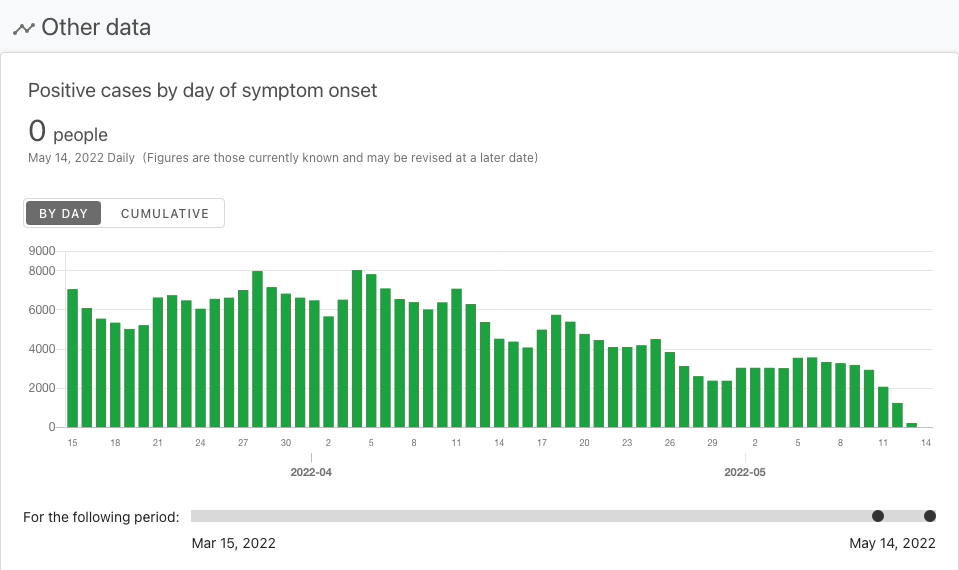 Other data
Positive cases by day of symptom onset
0 people
May 14, 2022 Daily (Figures are those currently known and may be revised at a later date)
BY DAY CUMULATIVE
9000
8000
6000
4000
2000
0
15 18 21 24 27 30 2 5 8 11 14 17 20 23 26 29 2 5 8 11 14
2022-04 2022-05
For the following period:
Mar 15, 2022 May 14, 2022